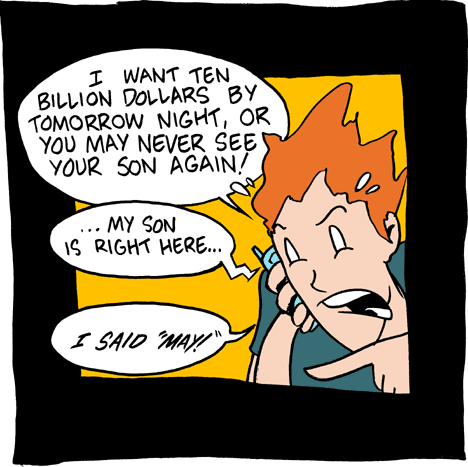 I WANT TEN
BILLION DOLLARS BY
TOMORROW NIGHT, OR
YOU MAY NEVER SEE
YOUR SON AGAIN!
... MY SON
IS RIGHT HERE...
I SAID "MAY!"